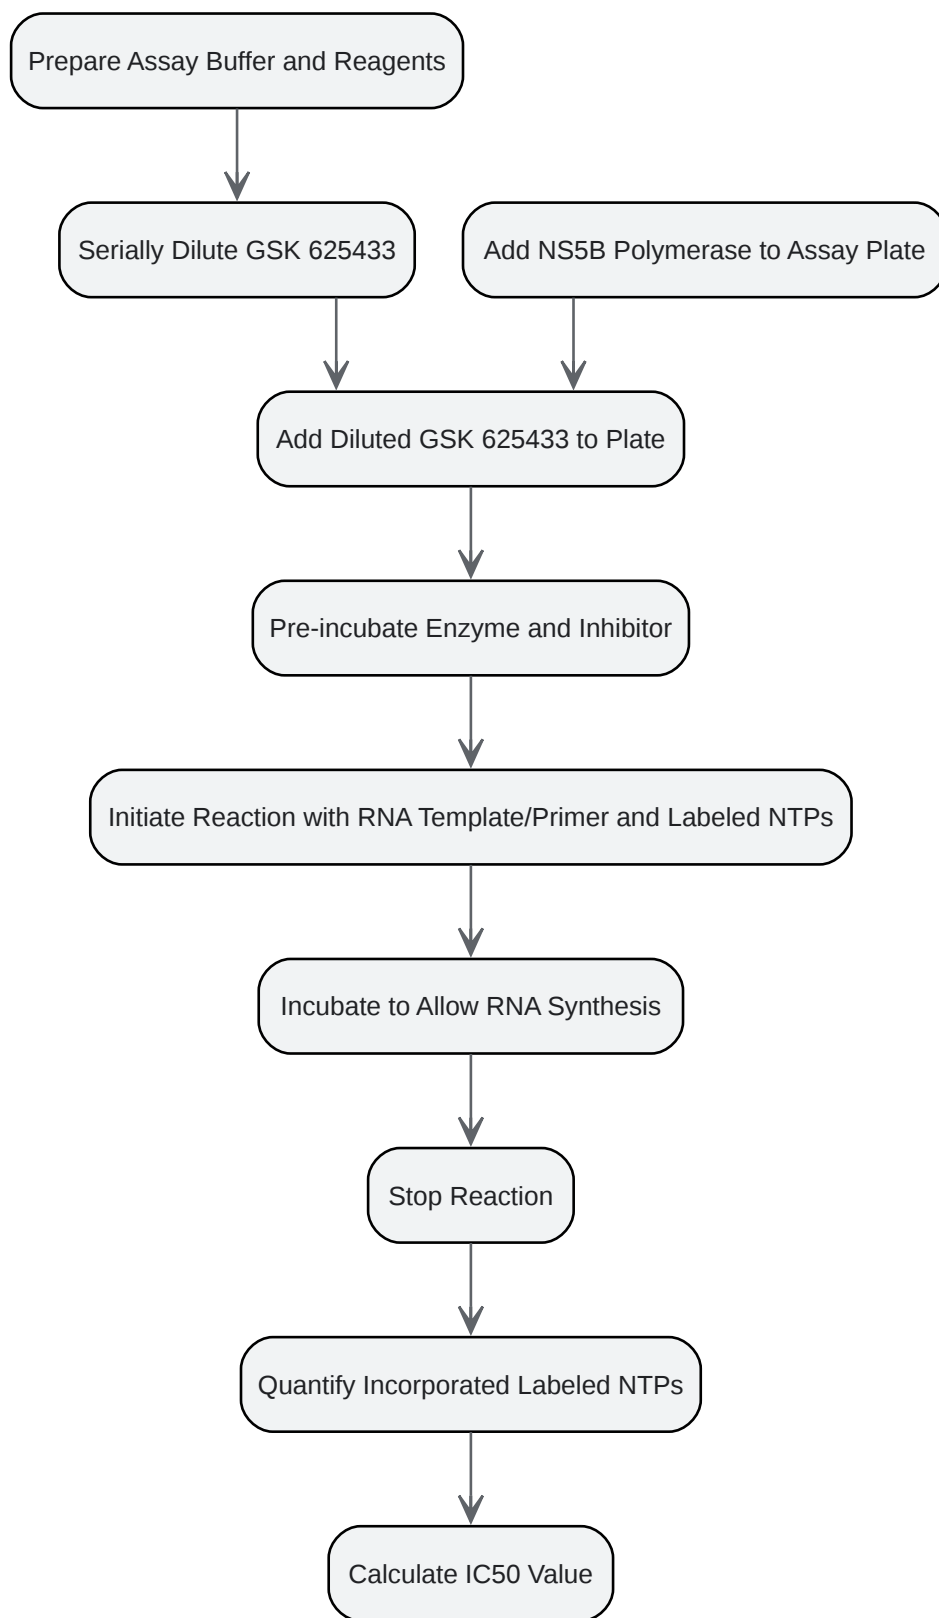 Prepare Assay Buffer and Reagents
Serially Dilute GSK 625433
Add NS5B Polymerase to Assay Plate
Add Diluted GSK 625433 to Plate
Pre-incubate Enzyme and Inhibitor
Initiate Reaction with RNA Template/Primer and Labeled NTPs
Incubate to Allow RNA Synthesis
Stop Reaction
Quantify Incorporated Labeled NTPs
Calculate IC50 Value